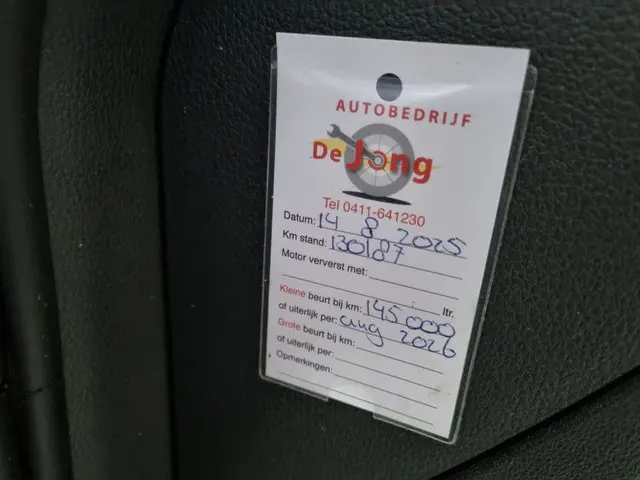 AUTOBEDRIJF
De Jong
Tel 0411-641230
Datum: 14 8 2025
Km stand: 130187
Motor ververst met:
: ltr.
Kleine beurt bij km: 145.000
of uiterlijk per: aug 2026
Grote beurt bij km:
of uiterlijk per:
Opmerkingen: